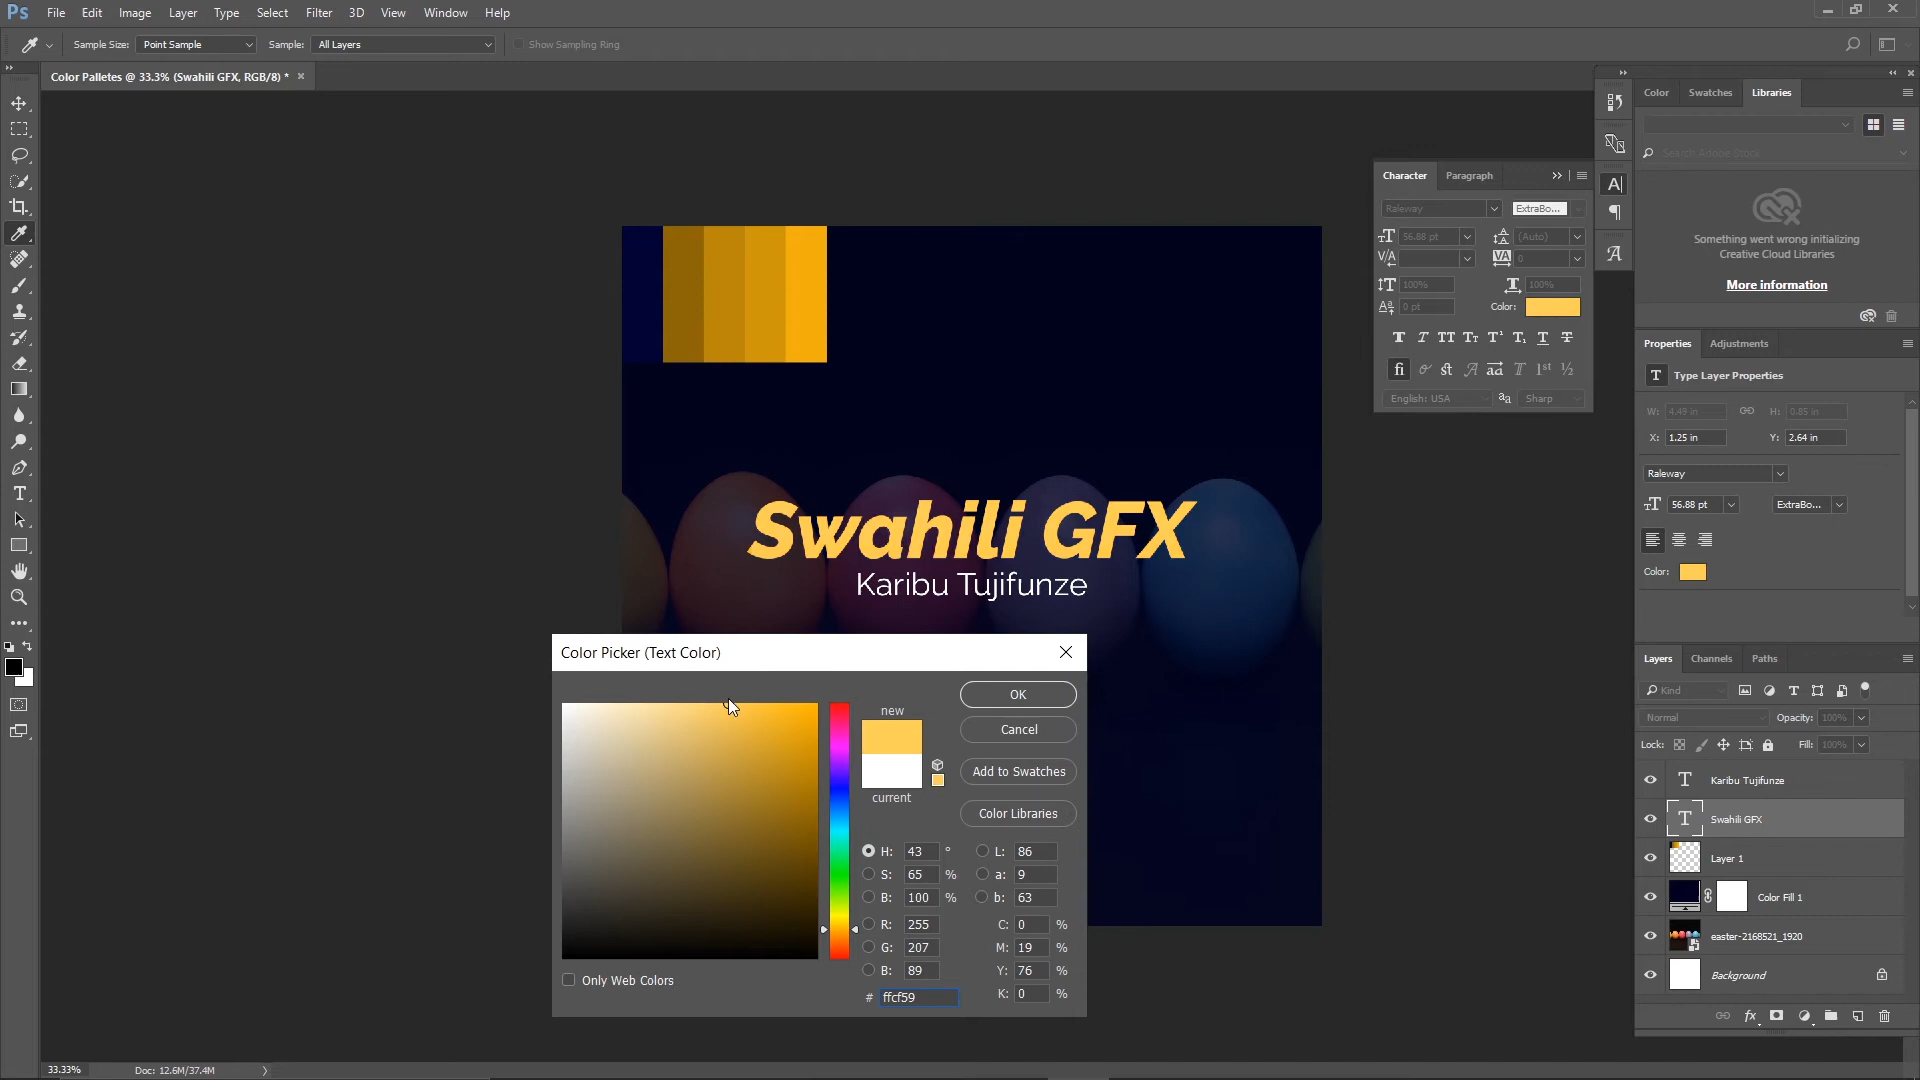 Ps File Edit Image Layer Type Select Filter 3D View Window Help
Sample Size: Point Sample Sample: All Layers Show Sampling Ring
Color Palletes @ 33.3% (Swahili GFX, RGB/8) * ×
Color Swatches Libraries
Search Adobe Stock
Something went wrong initializing
Creative Cloud Libraries
More information
Character Paragraph
Raleway ExtraBo...
56.88 pt (Auto)
0
100% 100%
0 pt Color:
English: USA Sharp
Properties Adjustments
Type Layer Properties
W: 4.49 in H: 0.85 in
X: 1.25 in Y: 2.64 in
Raleway
56.88 pt ExtraBo...
Color:
Swahili GFX
Karibu Tujifunze
Color Picker (Text Color)
new
current
OK
Cancel
Add to Swatches
Color Libraries
H: 43 ° L: 86
S: 65 % a: 9
B: 100 % b: 63
R: 255 C: 0 %
G: 207 M: 19 %
B: 89 Y: 76 %
# ffcf59 K: 0 %
Only Web Colors
Layers Channels Paths
Kind
Normal Opacity: 100%
Lock: Fill: 100%
Karibu Tujifunze
Swahili GFX
Layer 1
Color Fill 1
easter-2168521_1920
Background
33.33% Doc: 12.6M/37.4M